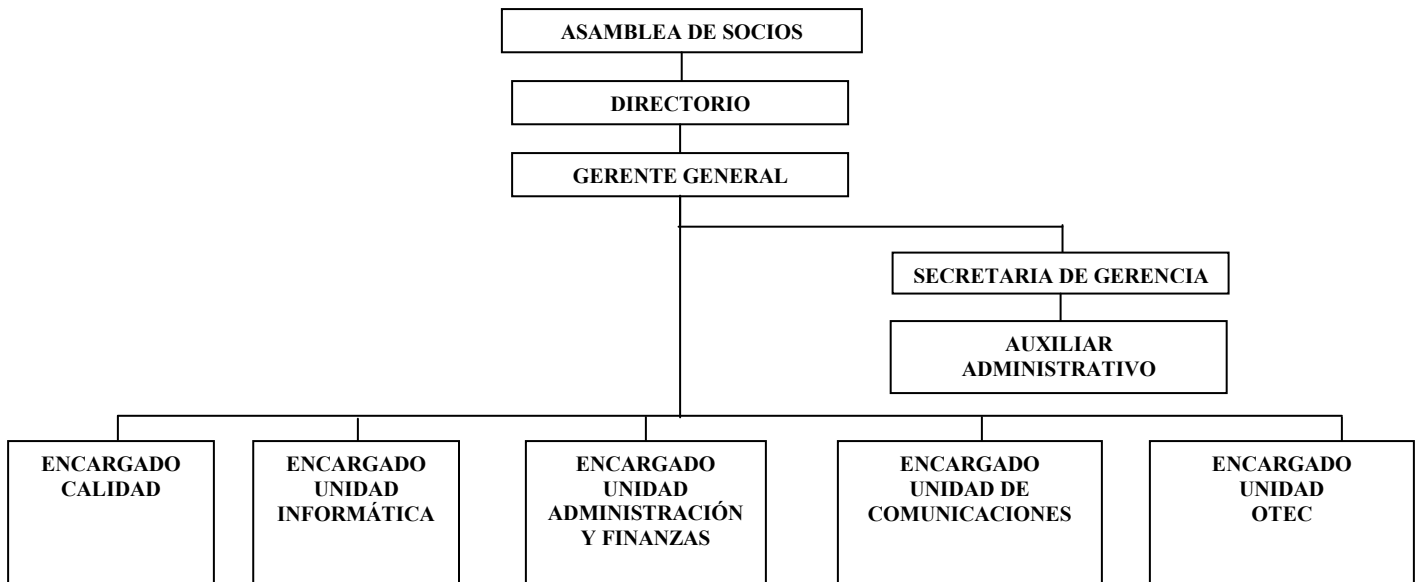 ASAMBLEA DE SOCIOS
DIRECTORIO
GERENTE GENERAL
SECRETARIA DE GERENCIA
AUXILIAR
ADMINISTRATIVO
ENCARGADO
CALIDAD
ENCARGADO
UNIDAD
INFORMÁTICA
ENCARGADO
UNIDAD
ADMINISTRACIÓN
Y FINANZAS
ENCARGADO
UNIDAD DE
COMUNICACIONES
ENCARGADO
UNIDAD
OTEC